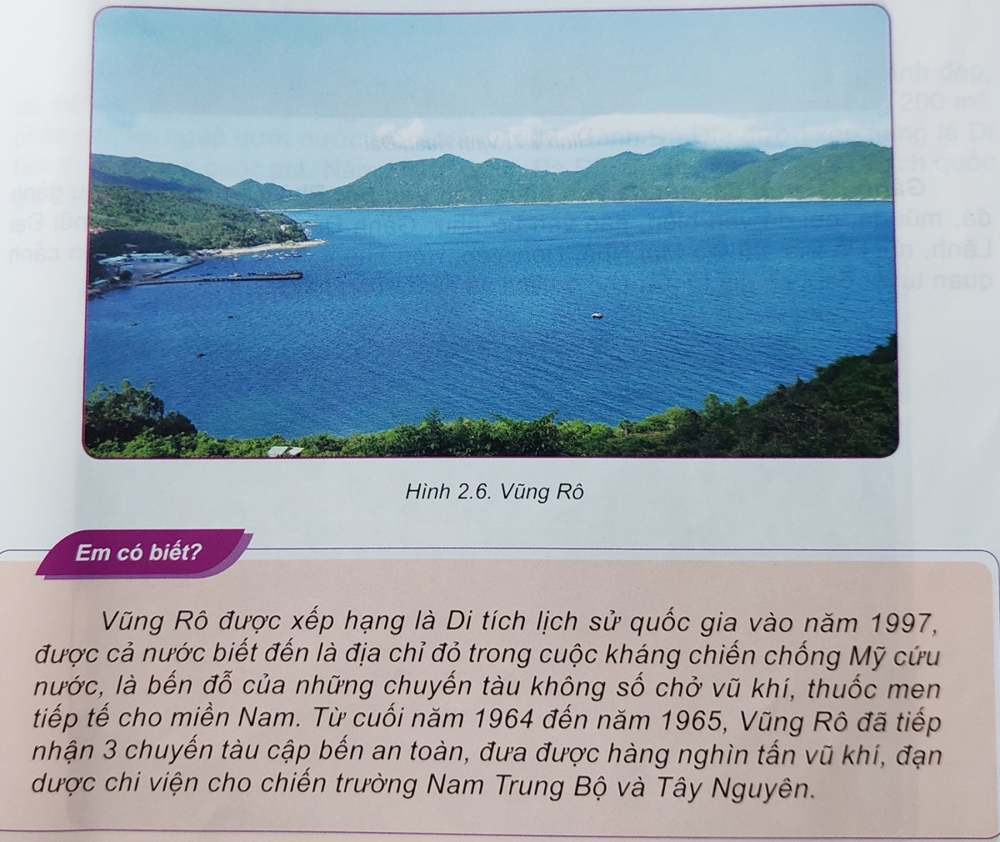 Hình 2.6. Vũng Rô
Em có biết?
Vũng Rô được xếp hạng là Di tích lịch sử quốc gia vào năm 1997,
được cả nước biết đến là địa chỉ đỏ trong cuộc kháng chiến chống Mỹ cứu
nước, là bến đỗ của những chuyến tàu không số chở vũ khí, thuốc men
tiếp tế cho miền Nam. Từ cuối năm 1964 đến năm 1965, Vũng Rô đã tiếp
nhận 3 chuyến tàu cập bến an toàn, đưa được hàng nghìn tấn vũ khí, đạn
dược chi viện cho chiến trường Nam Trung Bộ và Tây Nguyên.